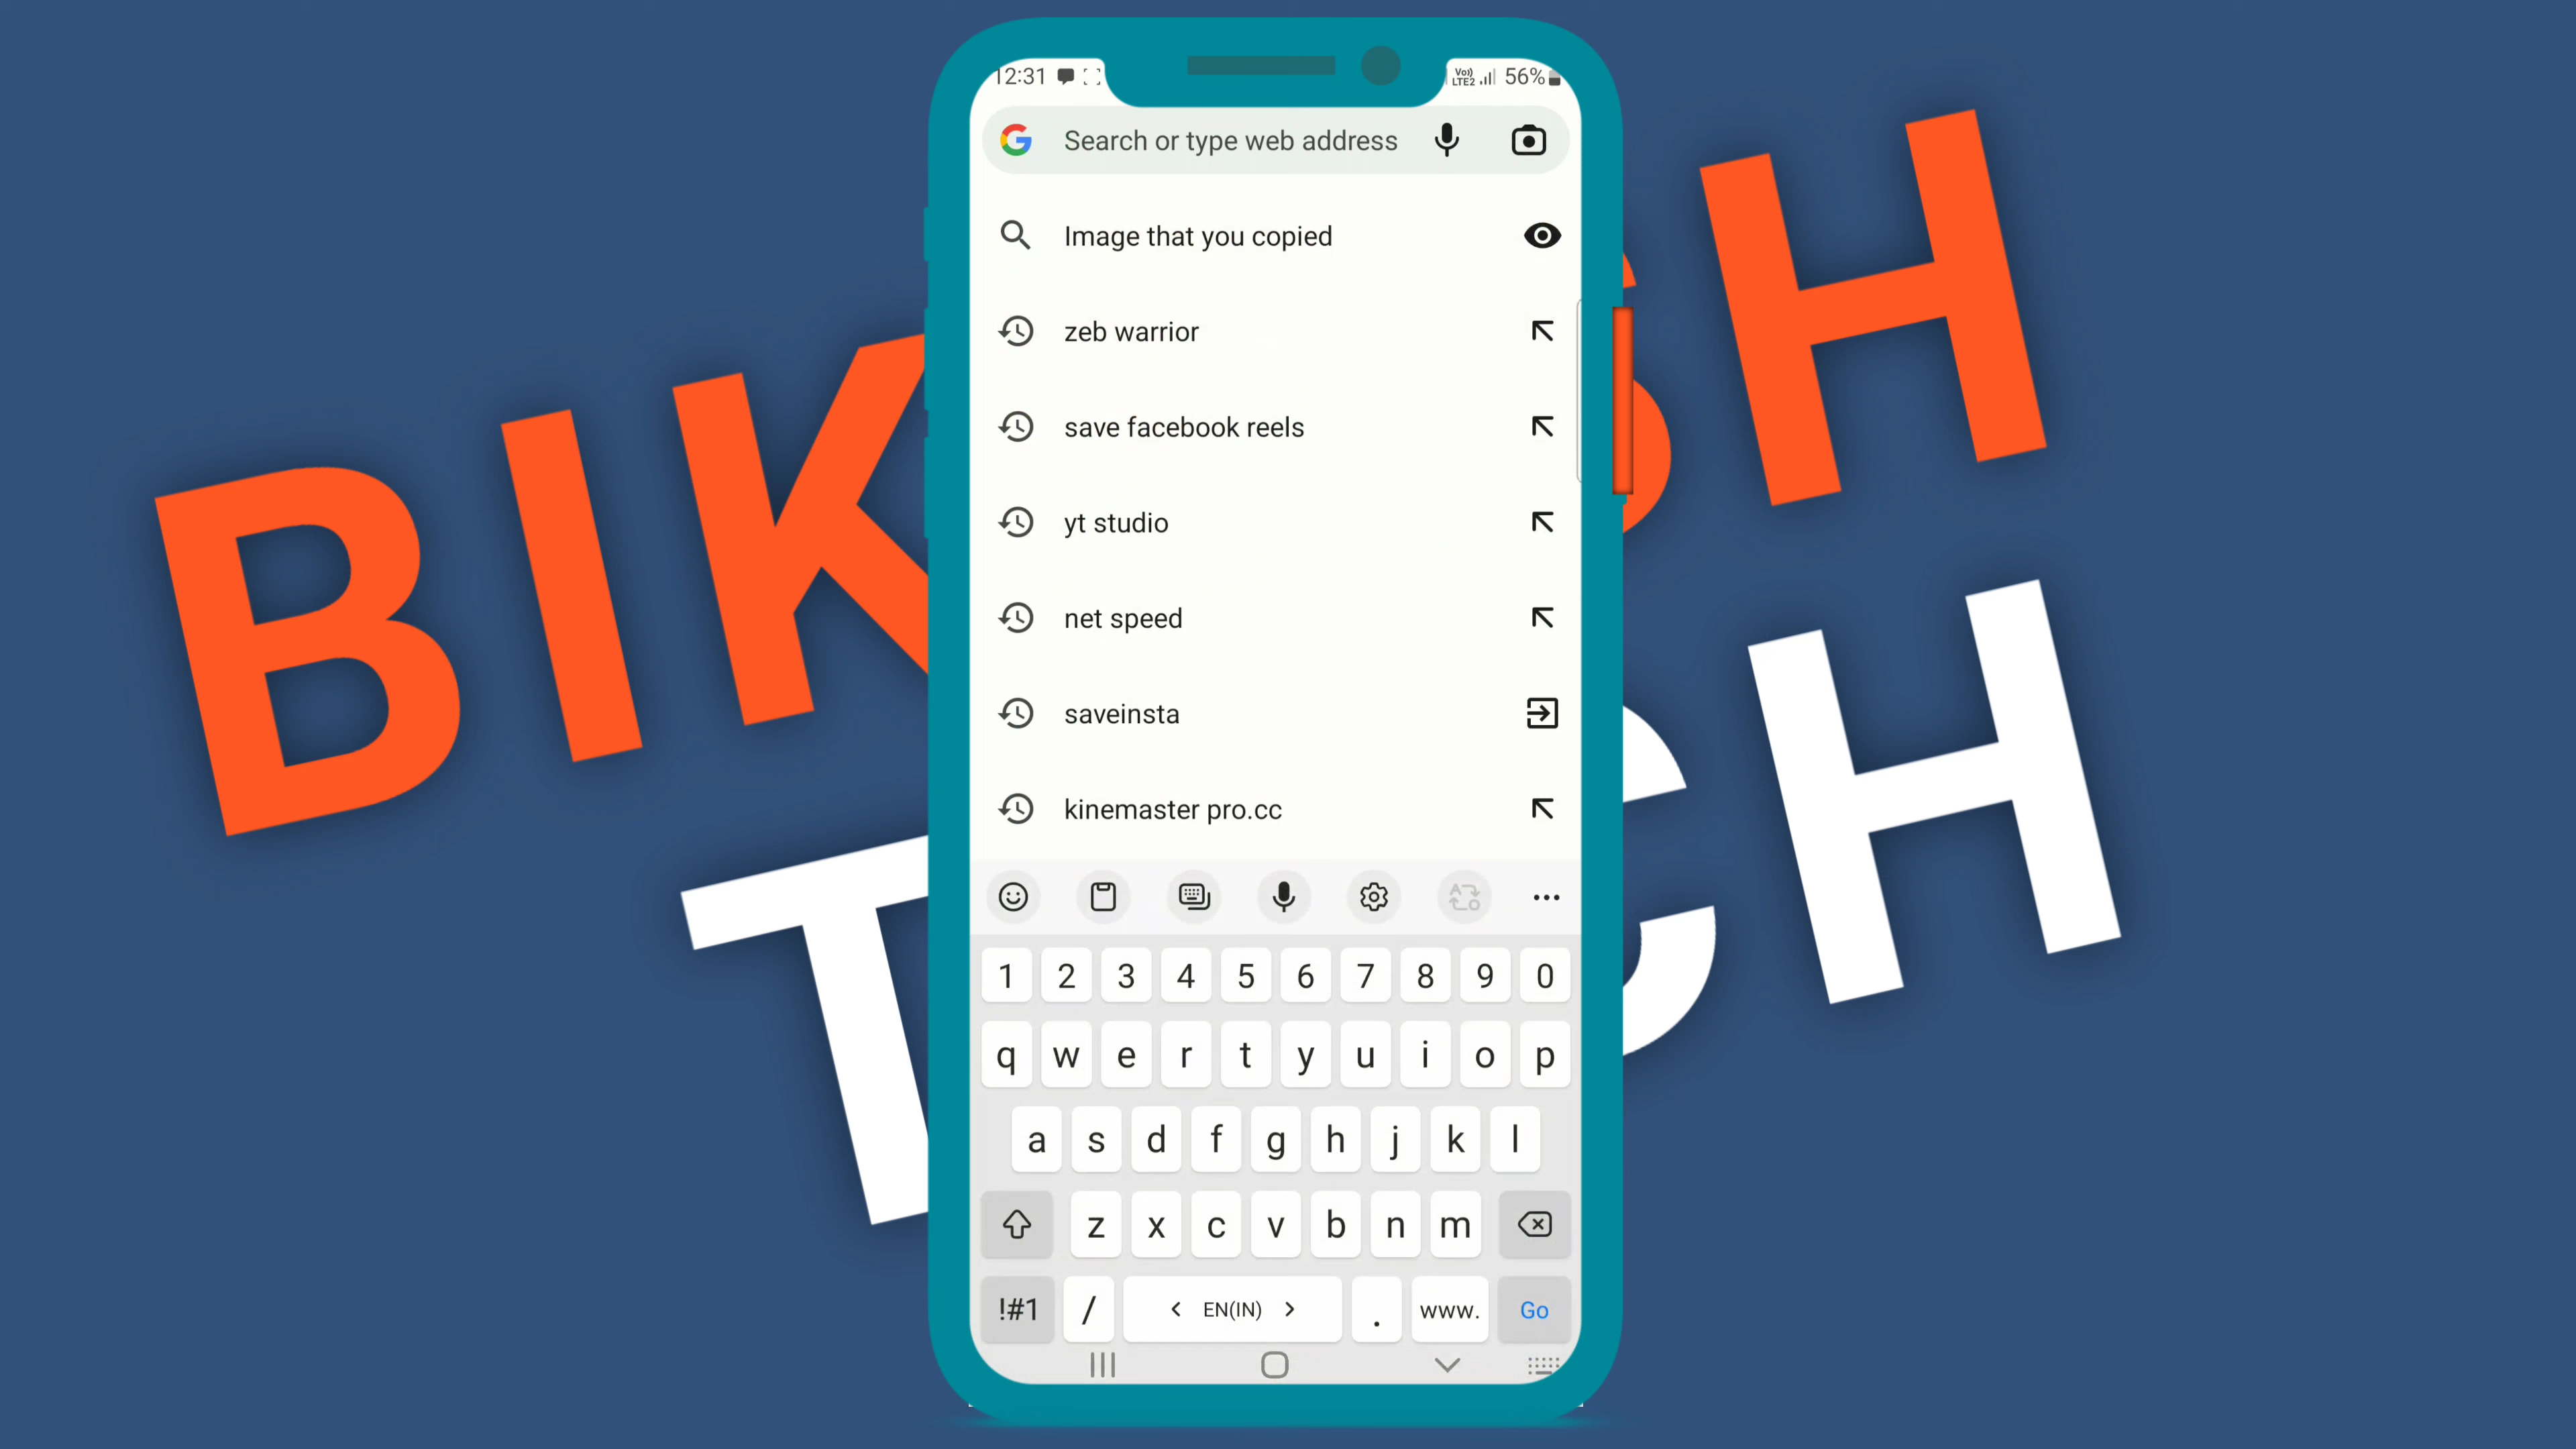 12:31 Vo)) LTE2 56%
Search or type web address
Image that you copied
zeb warrior
save facebook reels
yt studio
net speed
saveinsta
kinemaster pro.cc
1 2 3 4 5 6 7 8 9 0
q w e r t y u i o p
a s d f g h j k l
z x c v b n m
!#1 / < EN(IN) > . www. Go